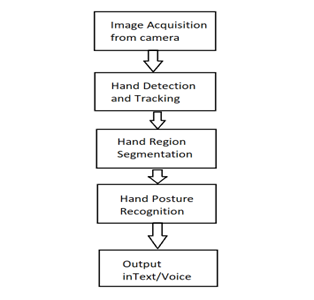 Image Acquisition
from camera
Hand Detection
and Tracking
Hand Region
Segmentation
Hand Posture
Recognition
Output
inText/Voice